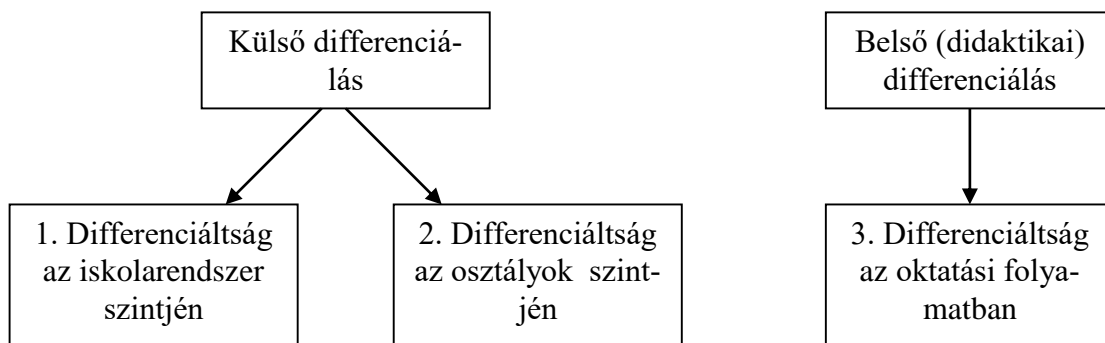 Külső differenciá-
lás
Belső (didaktikai)
differenciálás
1. Differenciáltság
az iskolarendszer
szintjén
2. Differenciáltság
az osztályok  szint-
jén
3. Differenciáltság
az oktatási folya-
matban